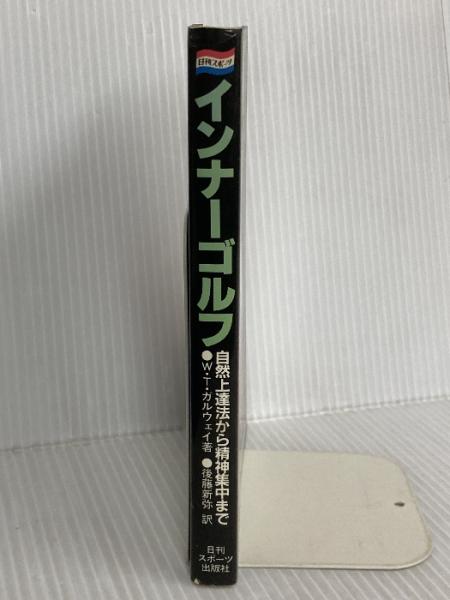 日刊スポーツ
インナーゴルフ
自然上達法から精神集中まで
●W・T・ガルウェイ著 ●後藤新弥 訳
日刊
スポーツ
出版社